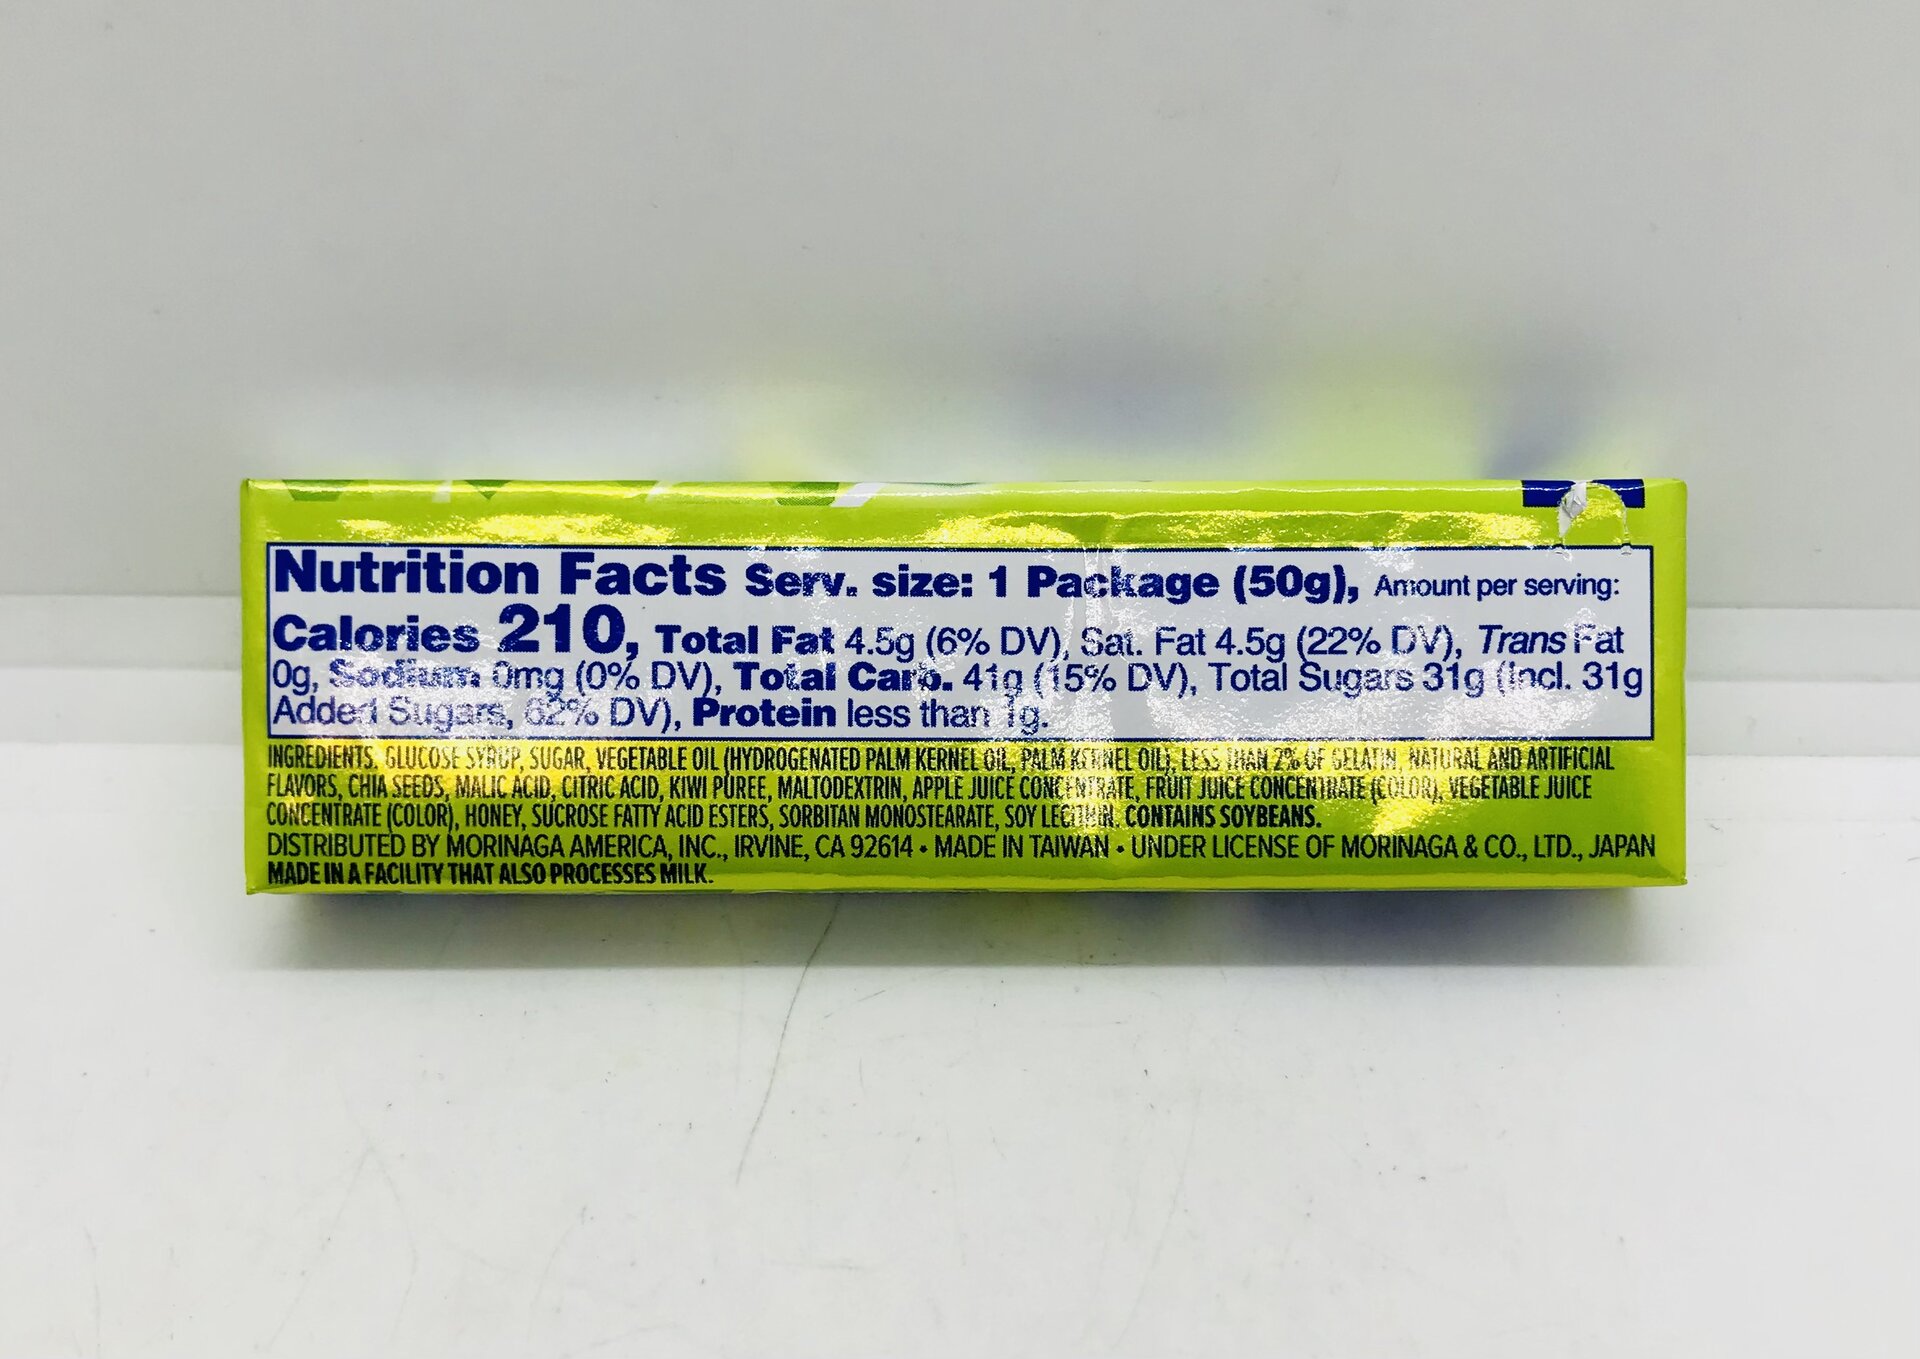 Nutrition Facts Serv. size: 1 Package (50g), Amount per serving:
Calories 210, Total Fat 4.5g (6% DV), Sat. Fat 4.5g (22% DV), Trans Fat
0g, Sodium 0mg (0% DV), Total Carb. 41g (15% DV), Total Sugars 31g (Incl. 31g
Added Sugars, 62% DV), Protein less than 1g.
INGREDIENTS: GLUCOSE SYRUP, SUGAR, VEGETABLE OIL (HYDROGENATED PALM KERNEL OIL, PALM KERNEL OIL), LESS THAN 2% OF GELATIN, NATURAL AND ARTIFICIAL
FLAVORS, CHIA SEEDS, MALIC ACID, CITRIC ACID, KIWI PUREE, MALTODEXTRIN, APPLE JUICE CONCENTRATE, FRUIT JUICE CONCENTRATE (COLOR), VEGETABLE JUICE
CONCENTRATE (COLOR), HONEY, SUCROSE FATTY ACID ESTERS, SORBITAN MONOSTEARATE, SOY LECITHIN. CONTAINS SOYBEANS.
DISTRIBUTED BY MORINAGA AMERICA, INC., IRVINE, CA 92614 • MADE IN TAIWAN • UNDER LICENSE OF MORINAGA & CO., LTD., JAPAN
MADE IN A FACILITY THAT ALSO PROCESSES MILK.